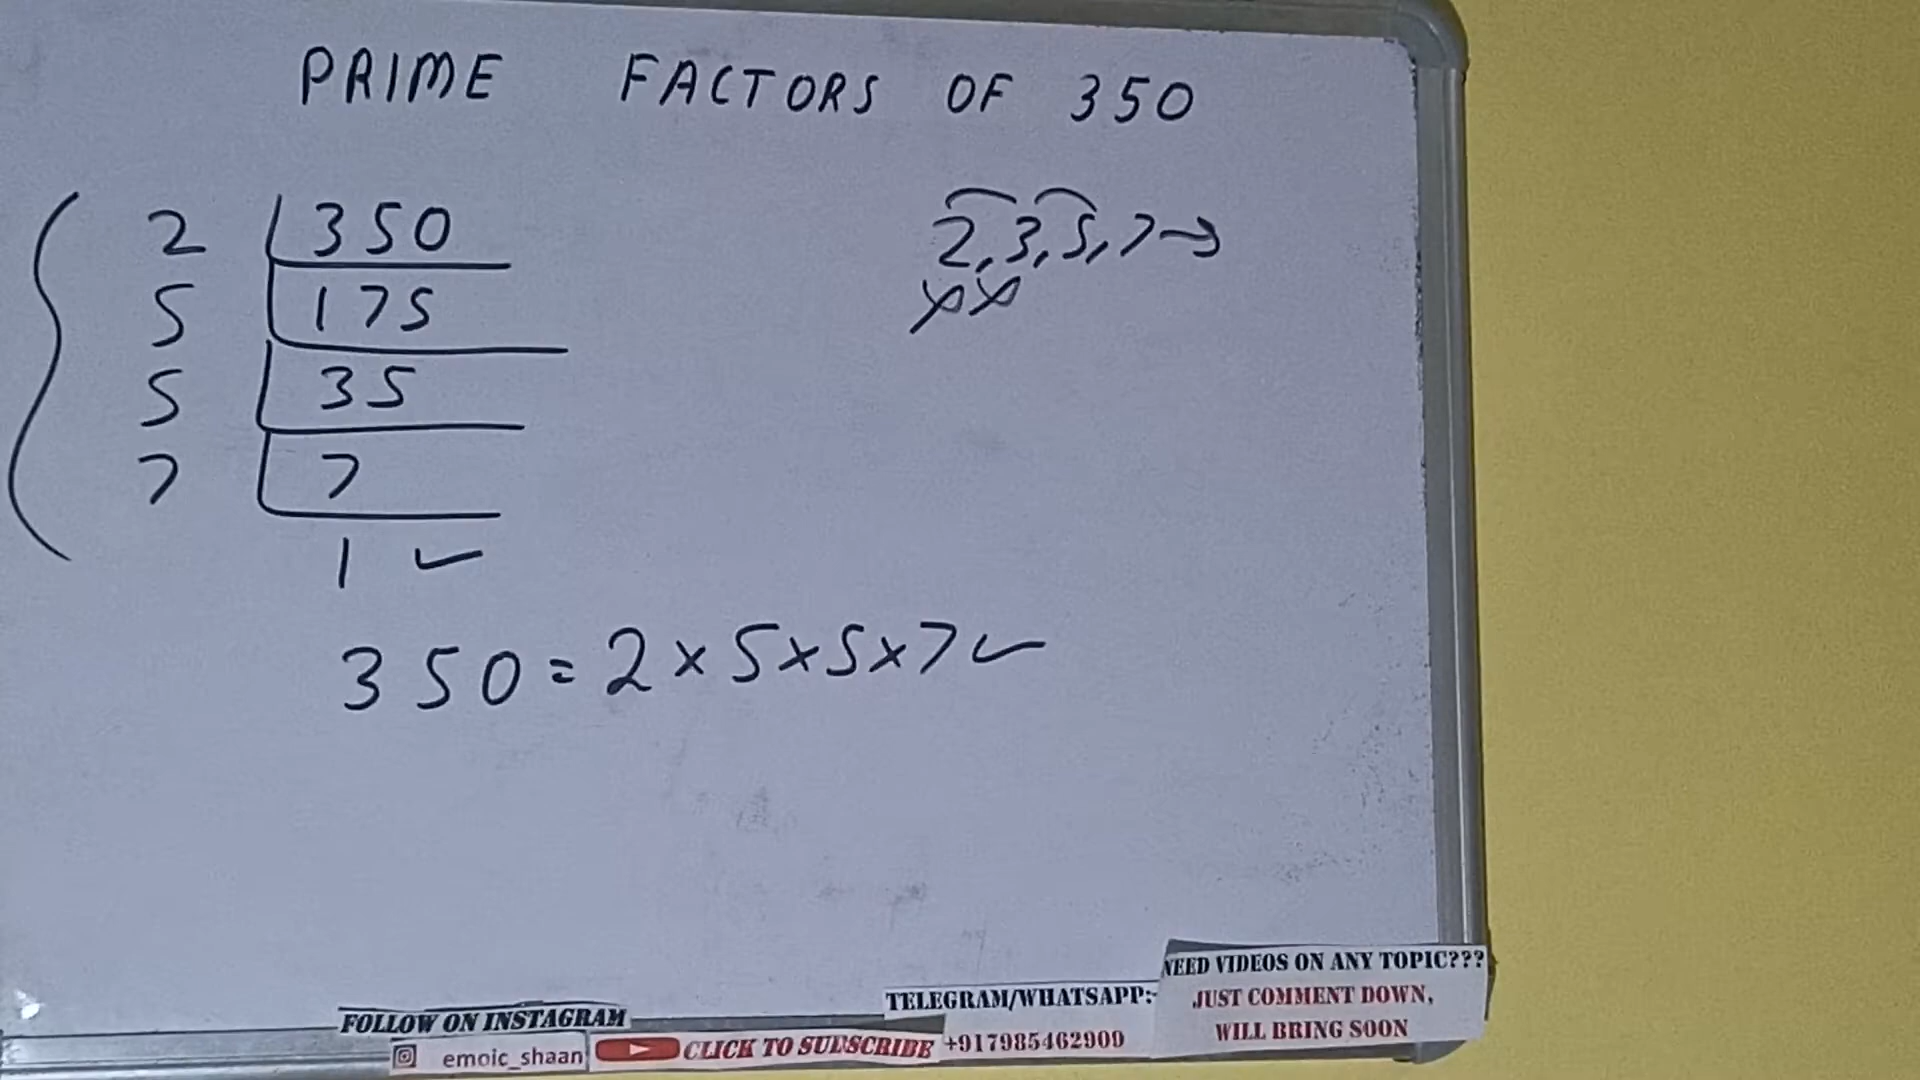 PRIME FACTORS OF 350
2 350
5 175
5 35
7 7
1 ✓
2,3,5,7→
350=2×5×5×7✓
NEED VIDEOS ON ANY TOPIC???
JUST COMMENT DOWN,
WILL BRING SOON
TELEGRAM/WHATSAPP:-
+917985462909
FOLLOW ON INSTAGRAM
emoic_shaan
CLICK TO SUBSCRIBE